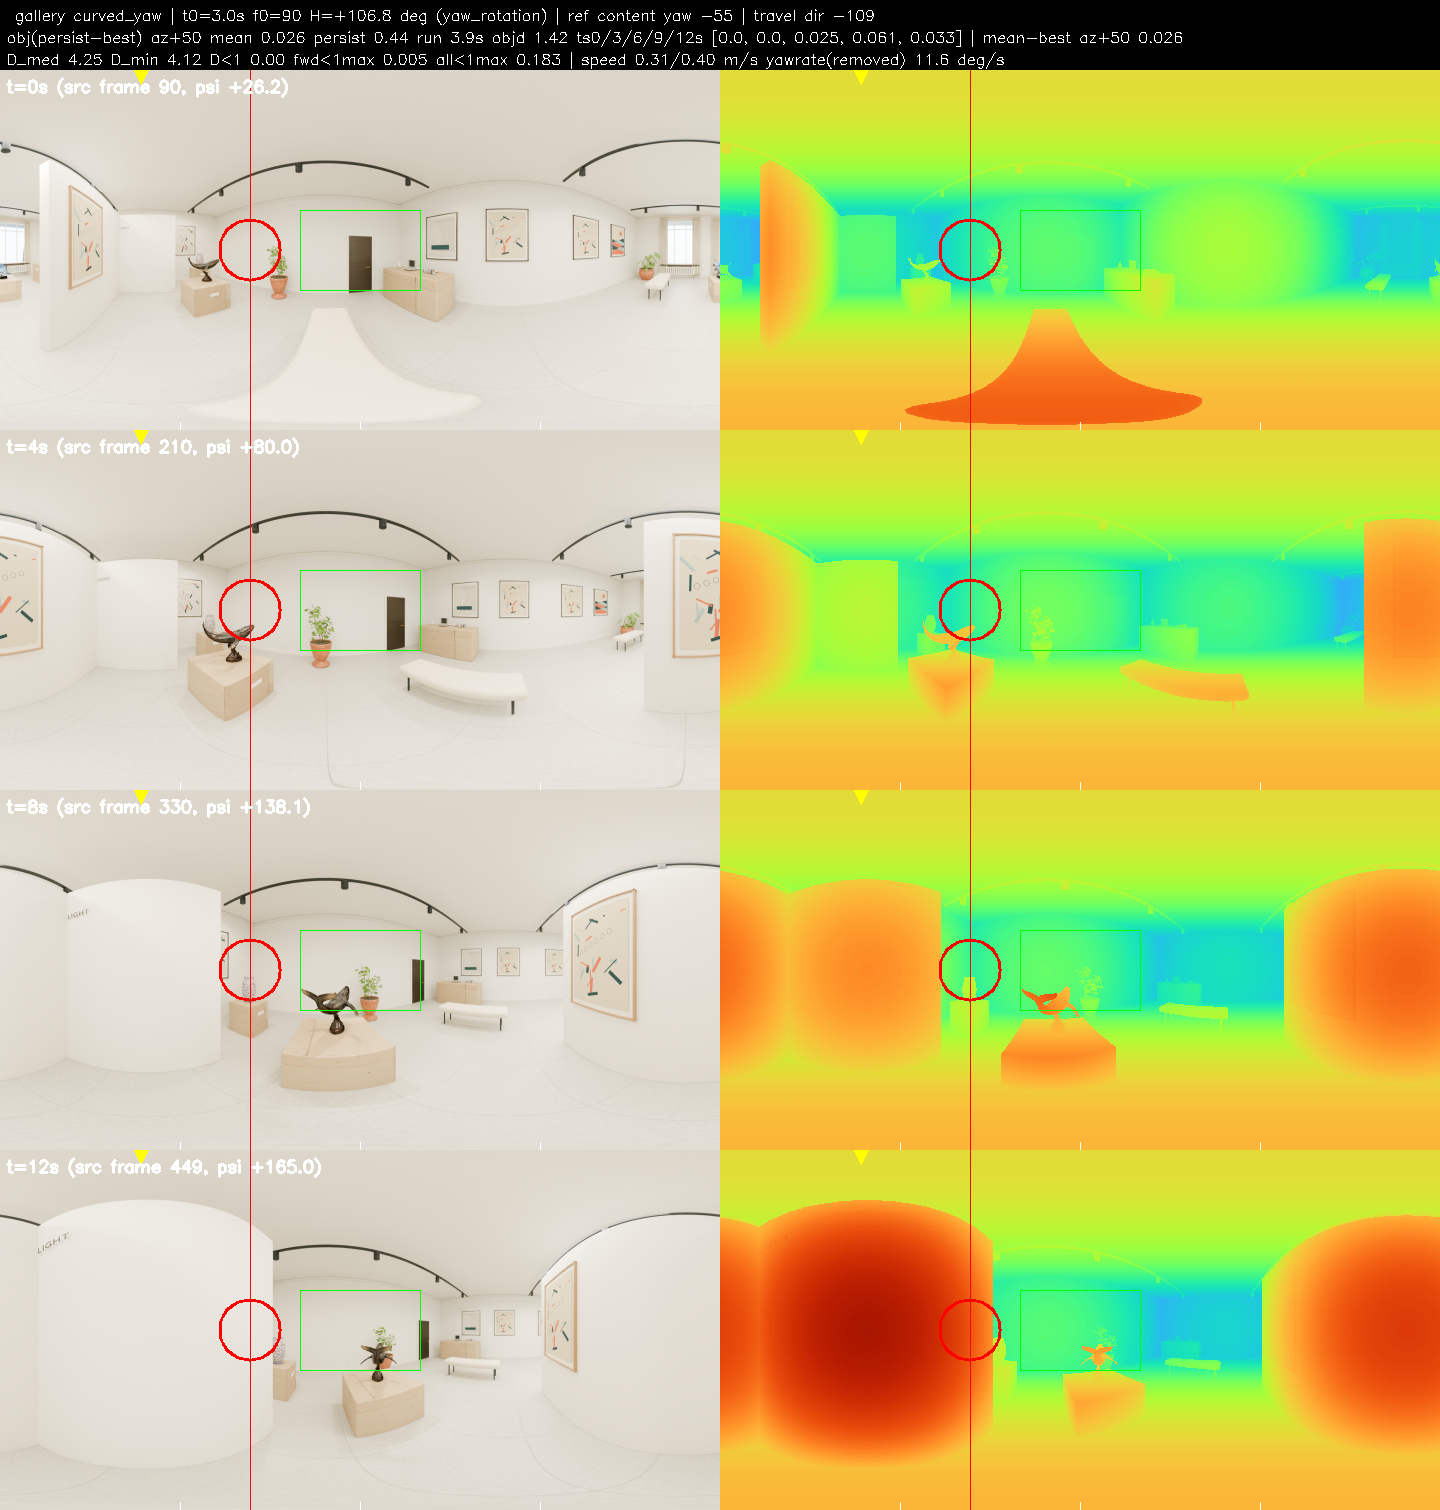 gallery curved_yaw | t0=3.0s f0=90 H=+106.8 deg (yaw_rotation) | ref content yaw −55 | travel dir −109
obj(persist−best) az+50 mean 0.026 persist 0.44 run 3.9s objd 1.42 ts0/3/6/9/12s [0.0, 0.0, 0.025, 0.061, 0.033] | mean−best az+50 0.026
D_med 4.25 D_min 4.12 D<1 0.00 fwd<1max 0.005 all<1max 0.183 | speed 0.31/0.40 m/s yawrate(removed) 11.6 deg/s
t=0s (src frame 90, psi +26.2)
t=4s (src frame 210, psi +80.0)
t=8s (src frame 330, psi +138.1)
LIGHT
t=12s (src frame 449, psi +165.0)
LIGHT